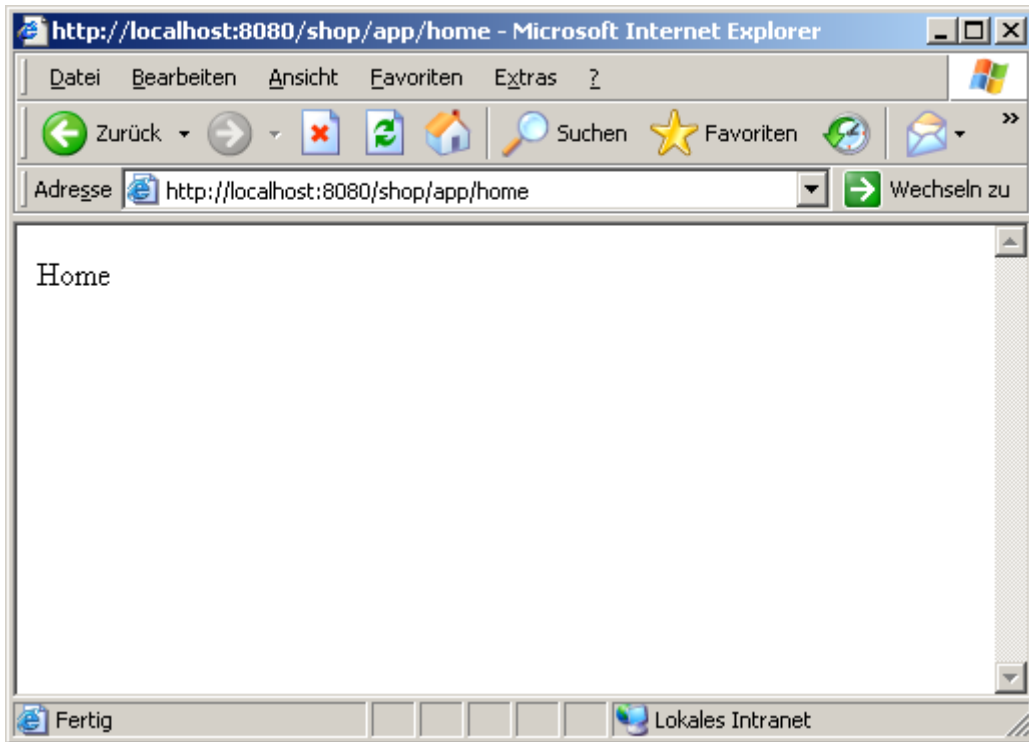 http://localhost:8080/shop/app/home - Microsoft Internet Explorer
Datei Bearbeiten Ansicht Favoriten Extras ?
Zurück Suchen Favoriten »
Adresse http://localhost:8080/shop/app/home Wechseln zu
Home
Fertig Lokales Intranet